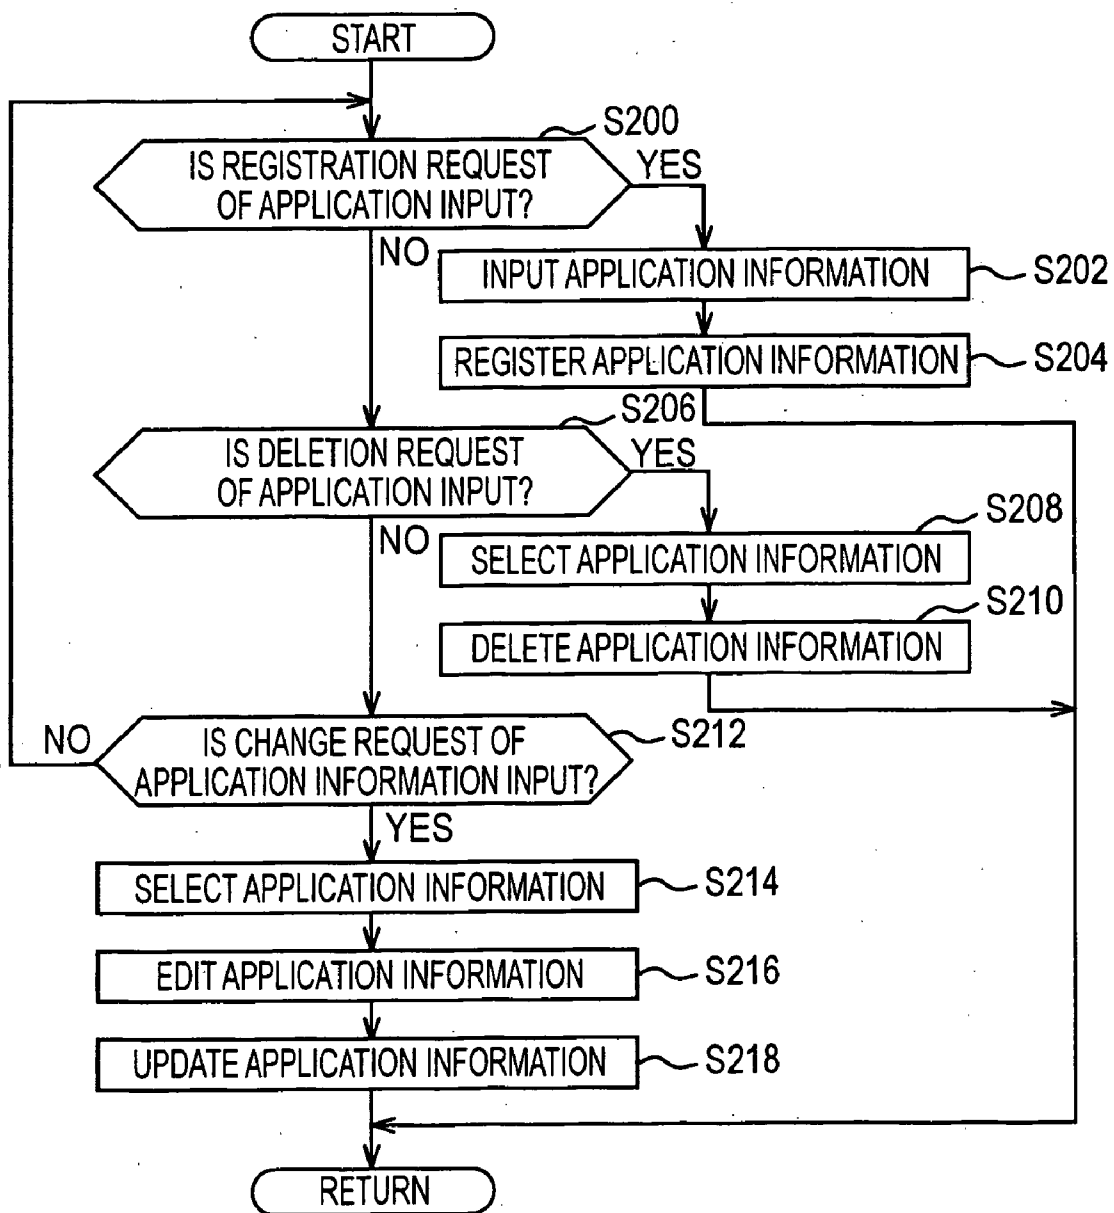 START
S200
IS REGISTRATION REQUEST
OF APPLICATION INPUT?
YES
NO
INPUT APPLICATION INFORMATION
S202
REGISTER APPLICATION INFORMATION
S204
S206
IS DELETION REQUEST
OF APPLICATION INPUT?
YES
NO
S208
SELECT APPLICATION INFORMATION
S210
DELETE APPLICATION INFORMATION
NO
IS CHANGE REQUEST OF
APPLICATION INFORMATION INPUT?
S212
YES
SELECT APPLICATION INFORMATION
S214
EDIT APPLICATION INFORMATION
S216
UPDATE APPLICATION INFORMATION
S218
RETURN